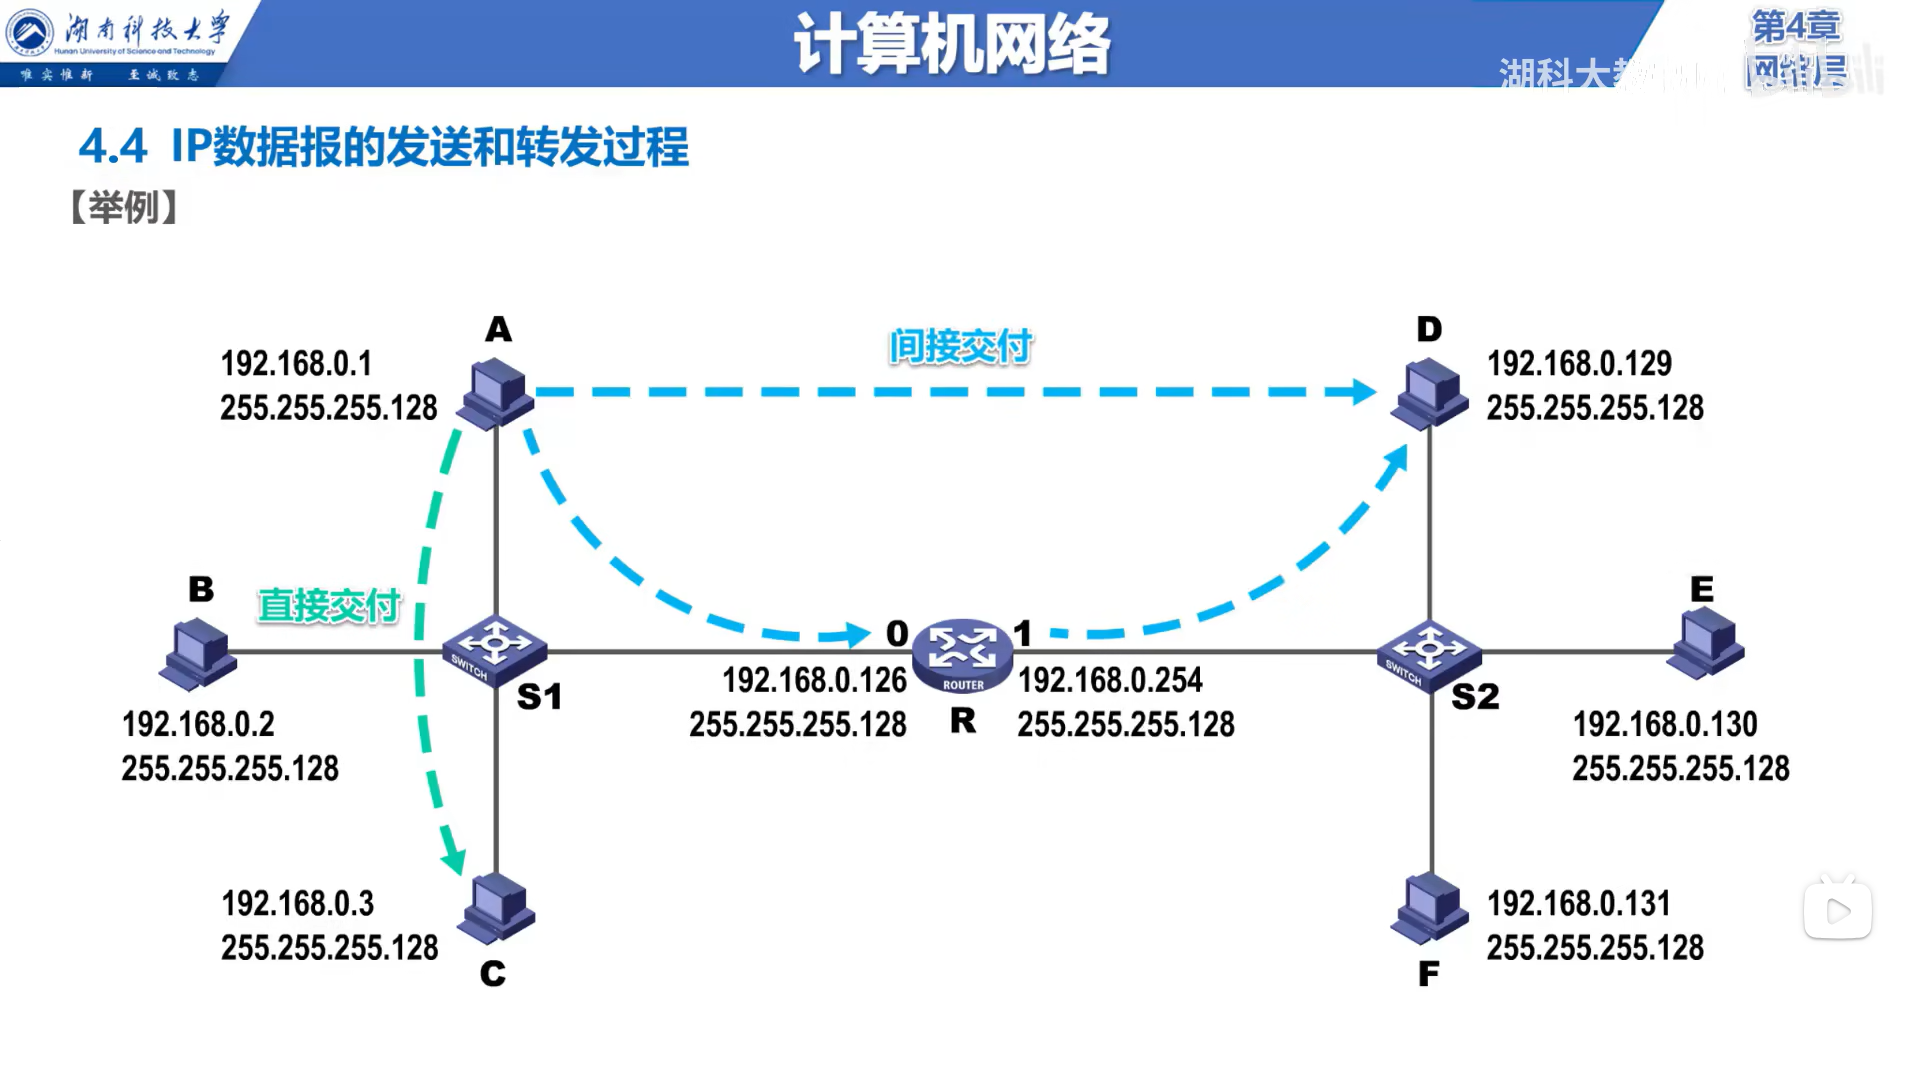 湖南科技大学
Hunan University of Science and Technology
唯实惟新 至诚致志
计算机网络
第4章
网络层
湖科大教
4.4 IP数据报的发送和转发过程
【举例】
A
192.168.0.1
255.255.255.128
间接交付
D
192.168.0.129
255.255.255.128
B
直接交付
192.168.0.2
255.255.255.128
SWITCH
S1
0
1
192.168.0.126
255.255.255.128
ROUTER
R
192.168.0.254
255.255.255.128
SWITCH
S2
E
192.168.0.130
255.255.255.128
192.168.0.3
255.255.255.128
C
192.168.0.131
255.255.255.128
F